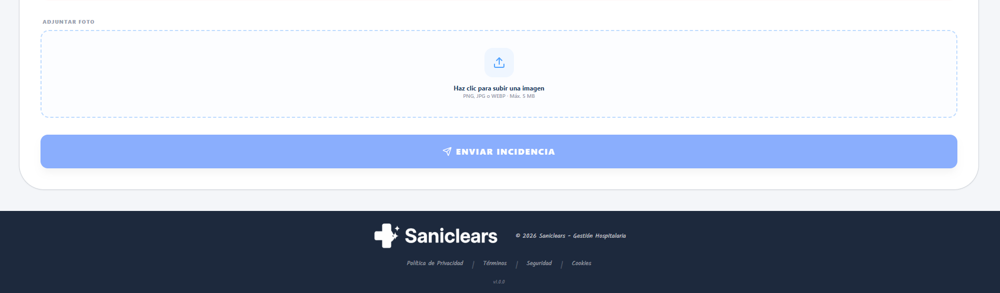 ADJUNTAR FOTO
Haz clic para subir una imagen
PNG, JPG o WEBP · Máx. 5 MB
ENVIAR INCIDENCIA
Saniclears
© 2026 Saniclears - Gestión Hospitalaria
Política de Privacidad | Términos | Seguridad | Cookies
v1.0.0